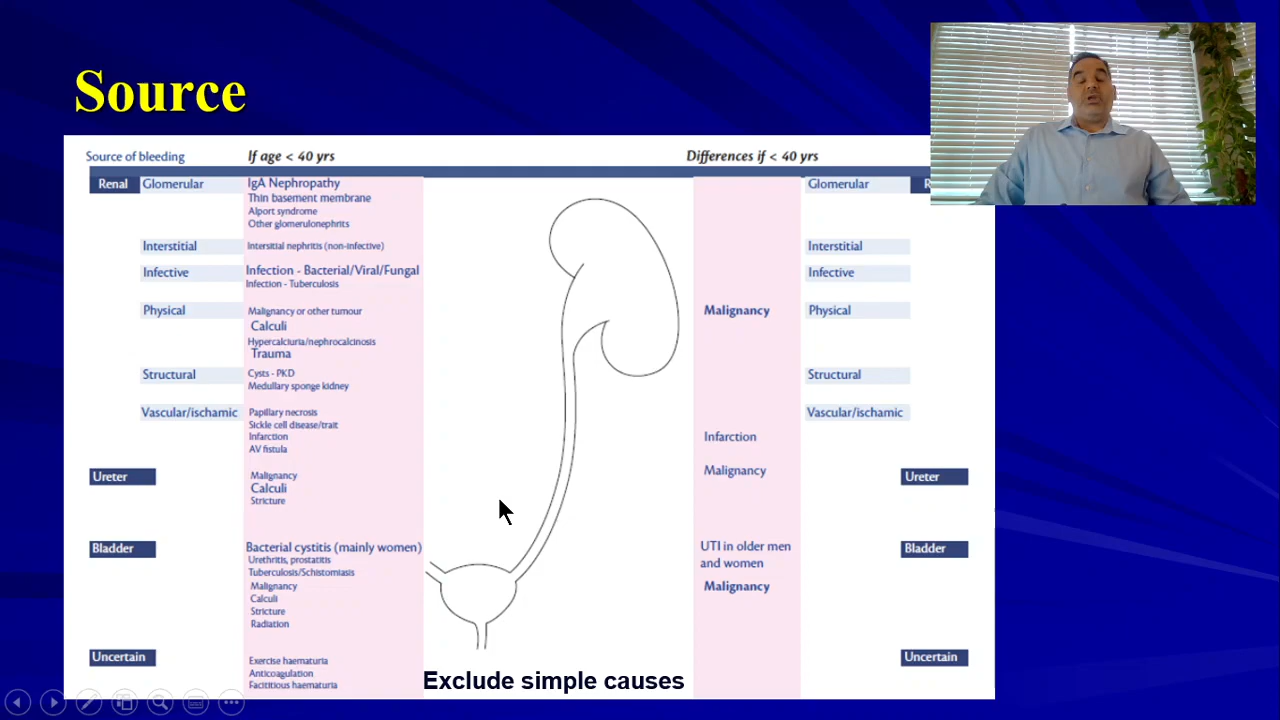 Source
Source of bleeding
If age < 40 yrs
Differences if < 40 yrs
Renal
Glomerular
IgA Nephropathy
Thin basement membrane
Alport syndrome
Other glomerulonephrits
Interstitial
Intersitial nephritis (non-infective)
Infective
Infection - Bacterial/Viral/Fungal
Infection - Tuberculosis
Physical
Malignancy or other tumour
Calculi
Hypercalciuria/nephrocalcinosis
Trauma
Structural
Cysts - PKD
Medullary sponge kidney
Vascular/ischamic
Papillary necrosis
Sickle cell disease/trait
Infarction
AV fistula
Ureter
Malignancy
Calculi
Stricture
Bladder
Bacterial cystitis (mainly women)
Urethritis, prostatitis
Tuberculosis/Schistomiasis
Malignancy
Calculi
Stricture
Radiation
Uncertain
Exercise haematuria
Anticoagulation
Facititious haematuria
Exclude simple causes
Glomerular
Interstitial
Infective
Malignancy
Physical
Structural
Vascular/ischamic
Infarction
Malignancy
Ureter
UTI in older men
and women
Bladder
Malignancy
Uncertain